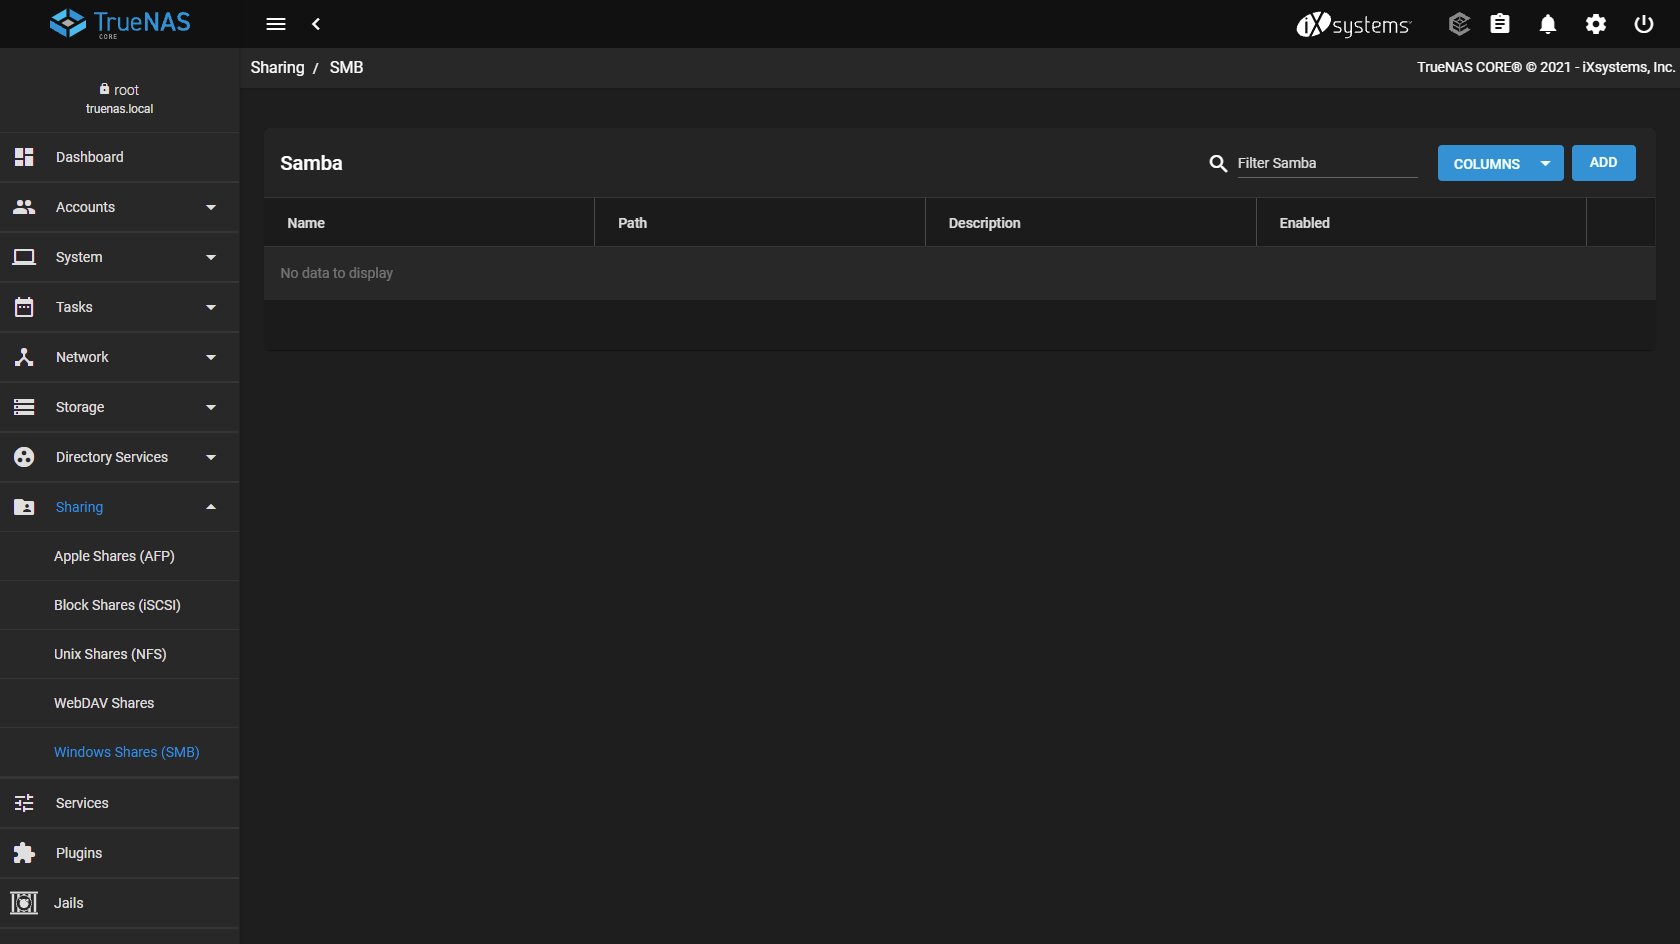 TrueNAS
CORE
iXsystems
Sharing / SMB
TrueNAS CORE® © 2021 - iXsystems, Inc.
root
truenas.local
Dashboard
Accounts
System
Tasks
Network
Storage
Directory Services
Sharing
Apple Shares (AFP)
Block Shares (iSCSI)
Unix Shares (NFS)
WebDAV Shares
Windows Shares (SMB)
Services
Plugins
Jails
Samba
Filter Samba
COLUMNS
ADD
Name Path Description Enabled
No data to display